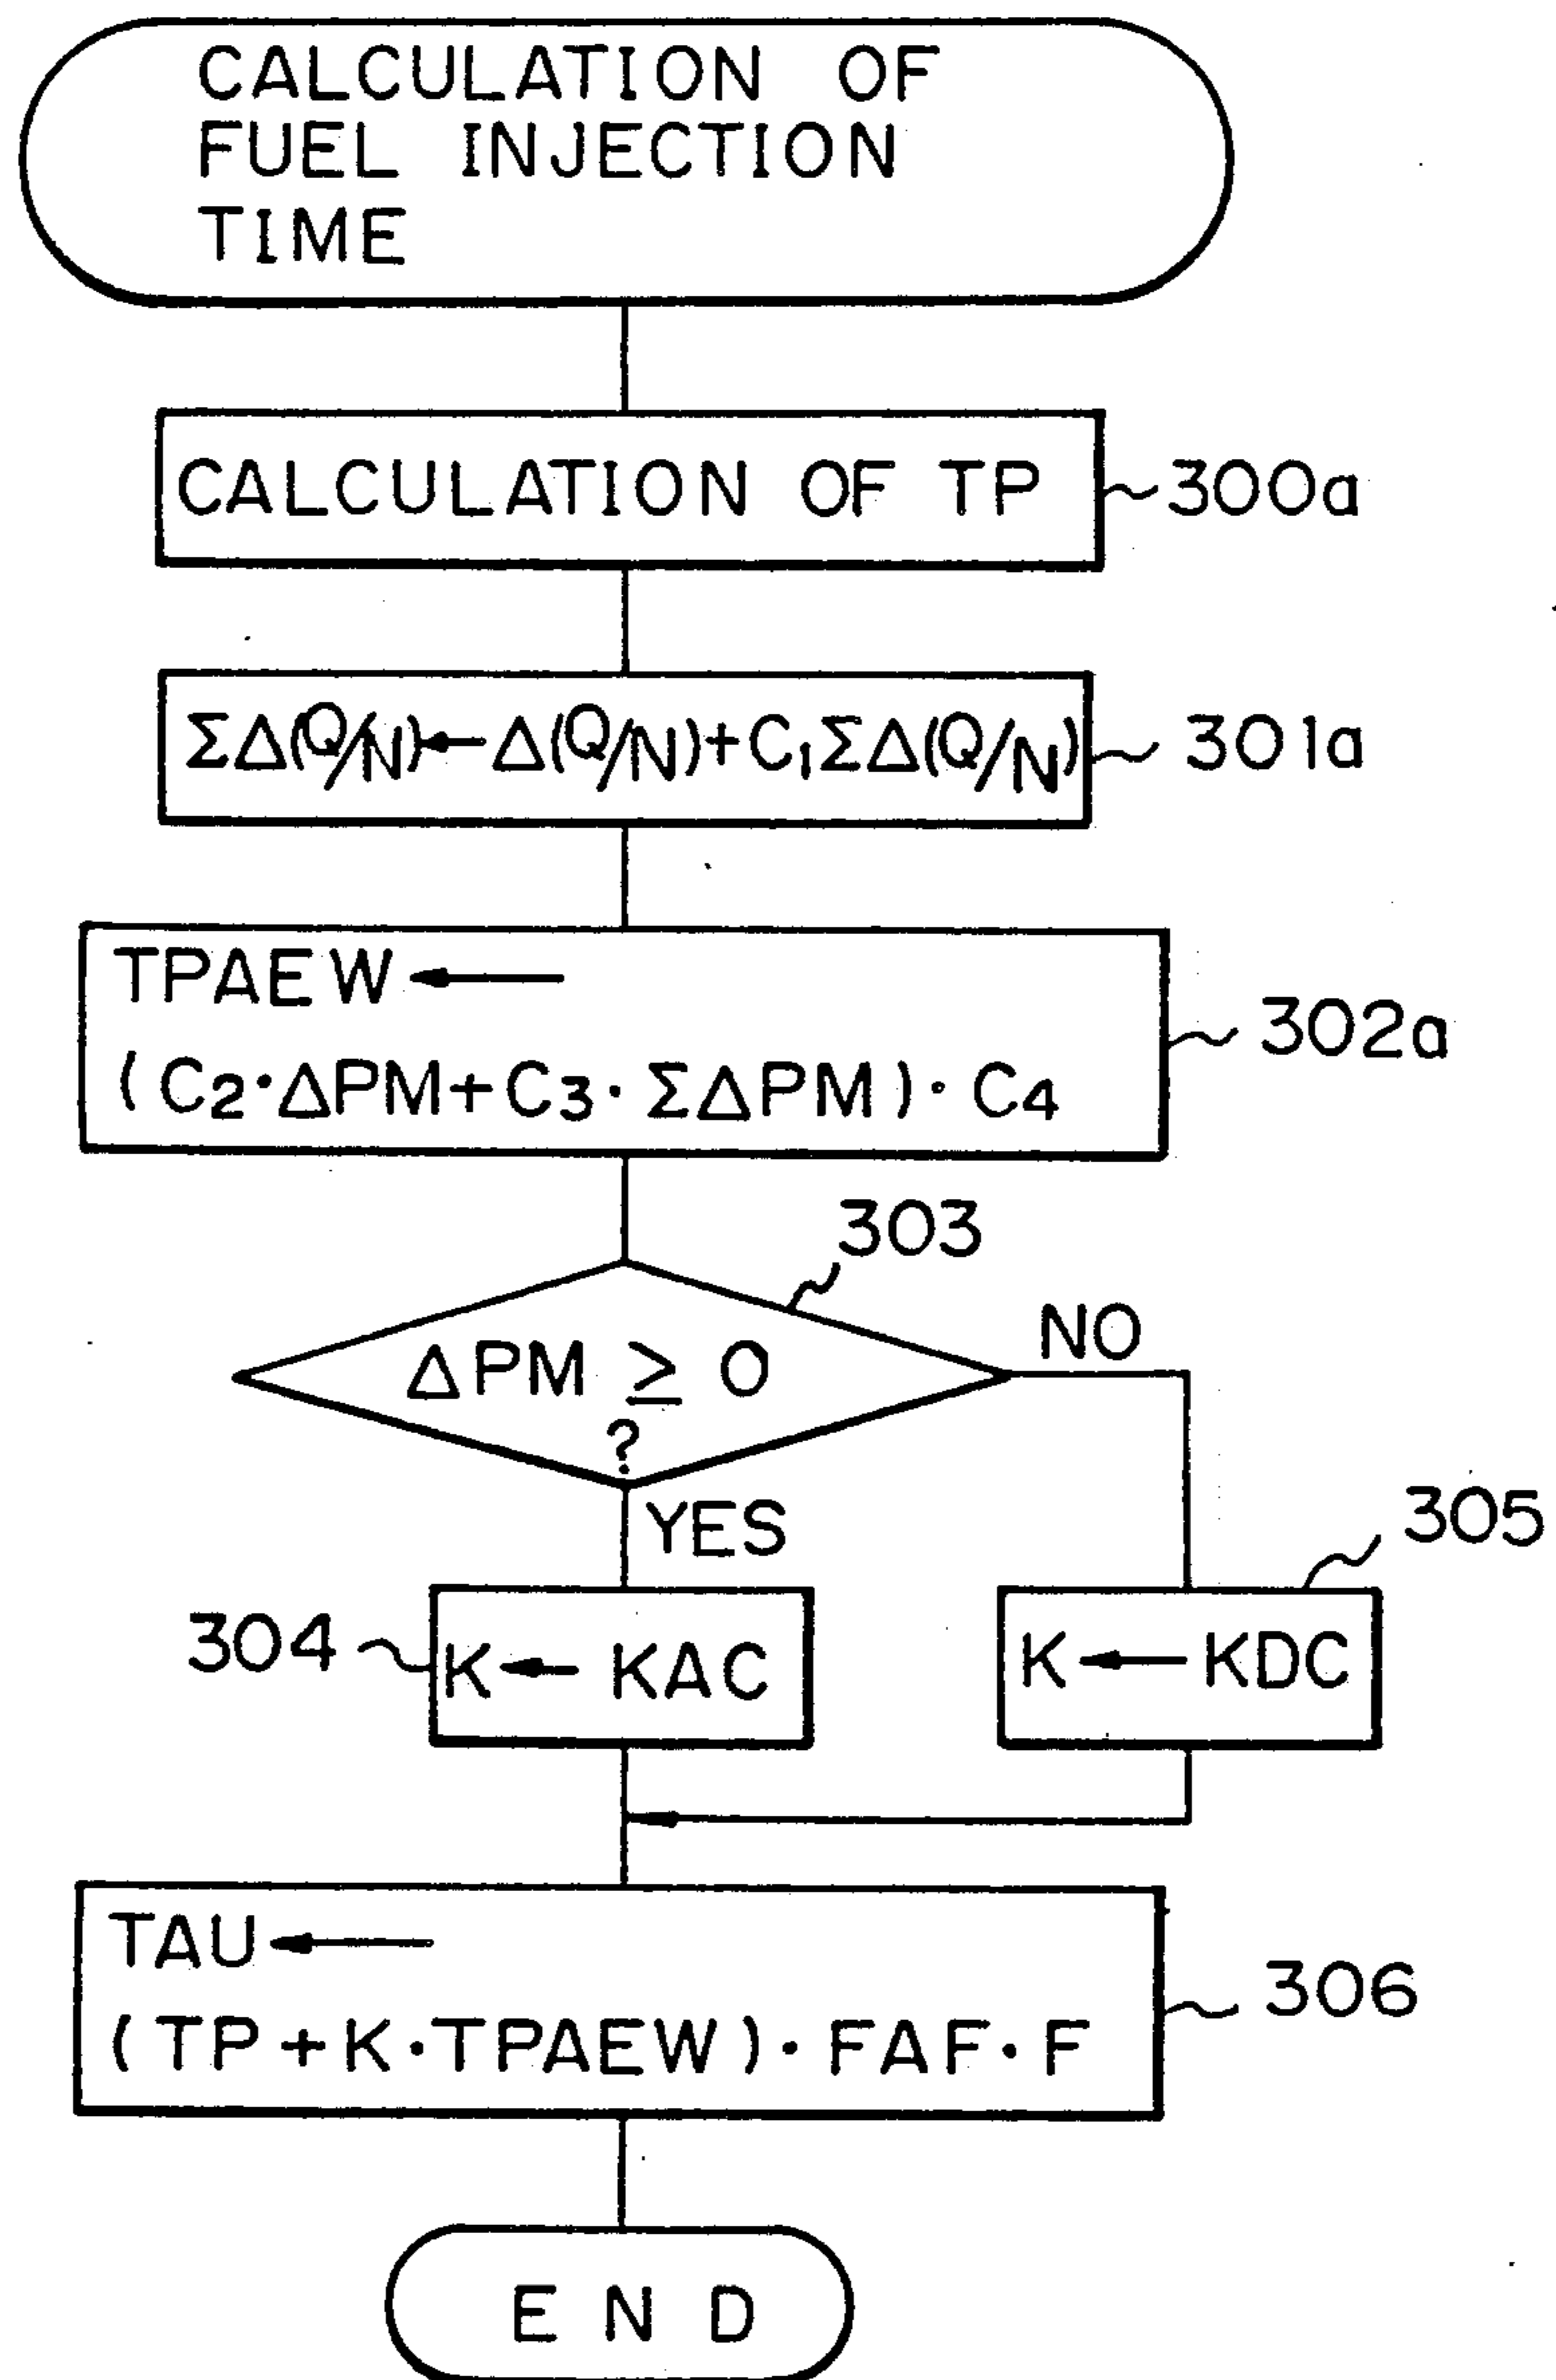 CALCULATION OF
FUEL INJECTION
TIME
CALCULATION OF TP
300a
ΣΔ(Q/N)←Δ(Q/N)+C₁ΣΔ(Q/N)
301a
TPAEW ←
(C₂·ΔPM+C₃·ΣΔPM)·C₄
302a
303
ΔPM ≥ 0
?
NO
YES
305
304
K ← KAC
K ← KDC
TAU ←
(TP+K·TPAEW)·FAF·F
306
END